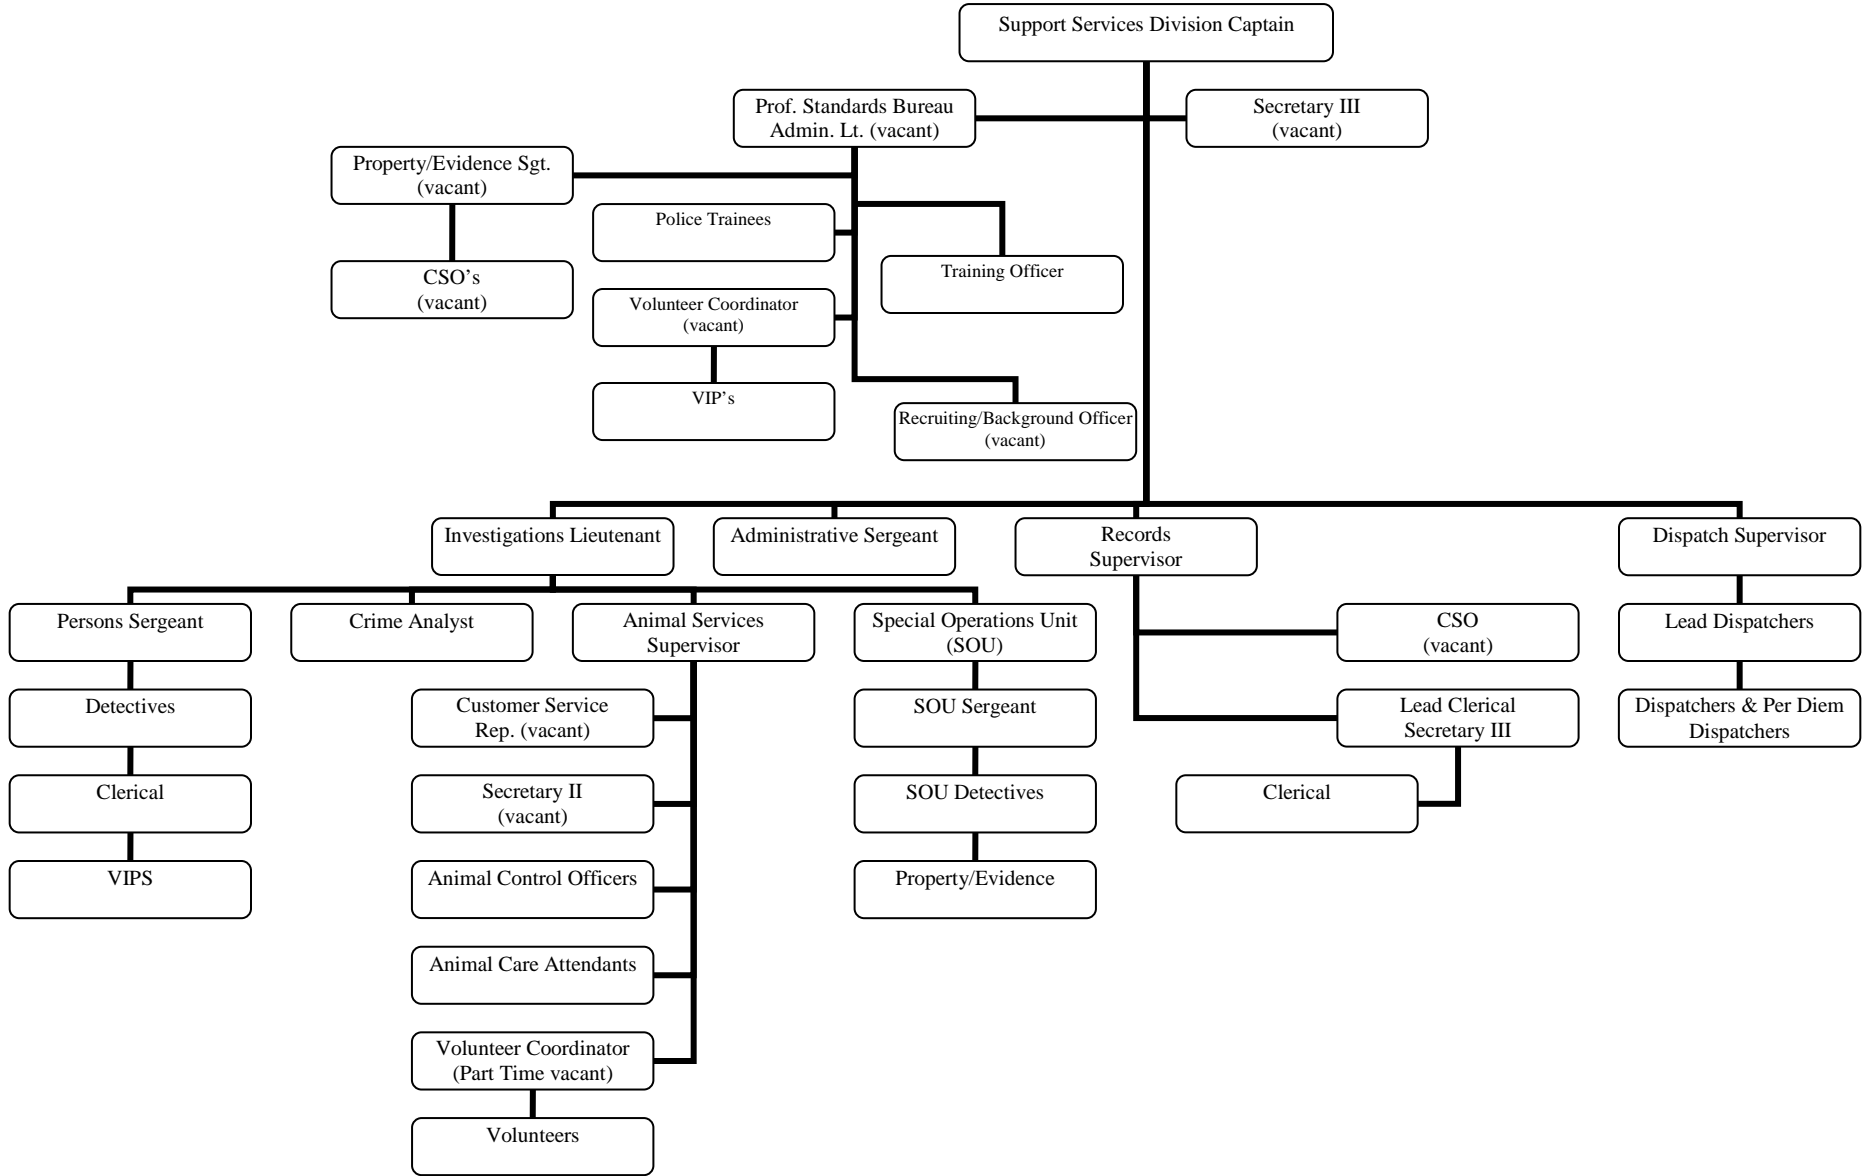 Support Services Division Captain
Prof. Standards Bureau
Admin. Lt. (vacant)
Secretary III
(vacant)
Property/Evidence Sgt.
(vacant)
Police Trainees
CSO’s
(vacant)
Training Officer
Volunteer Coordinator
(vacant)
VIP’s
Recruiting/Background Officer
(vacant)
Investigations Lieutenant
Administrative Sergeant
Records
Supervisor
Dispatch Supervisor
Persons Sergeant
Crime Analyst
Animal Services
Supervisor
Special Operations Unit
(SOU)
CSO
(vacant)
Lead Dispatchers
Detectives
Customer Service
Rep. (vacant)
SOU Sergeant
Lead Clerical
Secretary III
Dispatchers & Per Diem
Dispatchers
Clerical
Secretary II
(vacant)
SOU Detectives
Clerical
VIPS
Animal Control Officers
Property/Evidence
Animal Care Attendants
Volunteer Coordinator
(Part Time vacant)
Volunteers